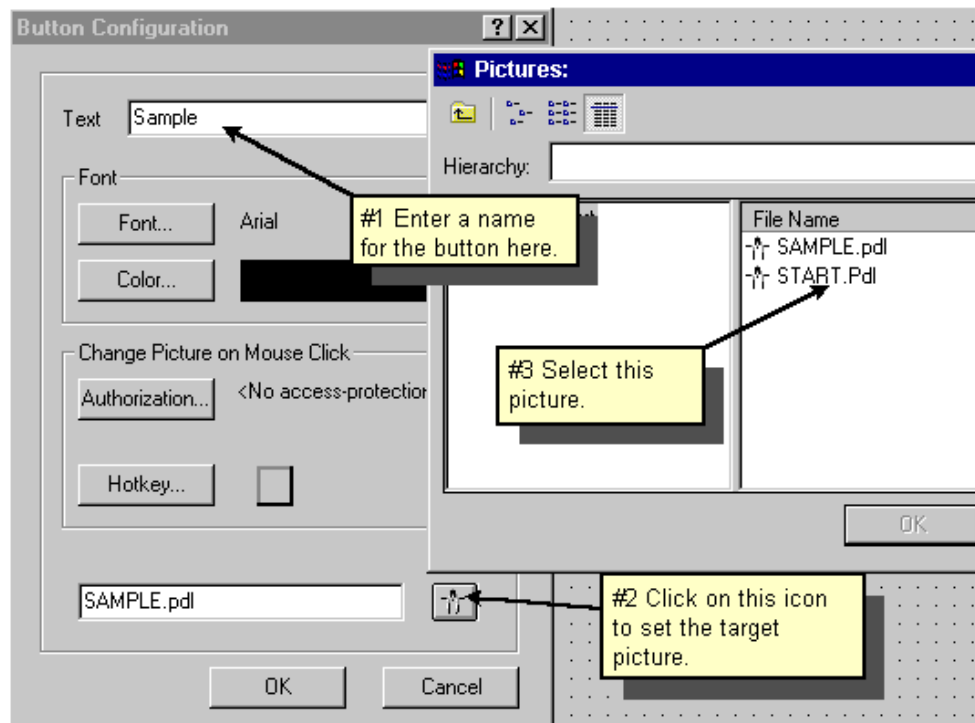 Button Configuration
Pictures:
Text
Sample
Hierarchy:
Font
Font...
Arial
#1 Enter a name
for the button here.
Color...
File Name
SAMPLE.pdl
START.Pdl
Change Picture on Mouse Click
Authorization...
<No access-protection
#3 Select this
picture.
Hotkey...
OK
SAMPLE.pdl
#2 Click on this icon
to set the target
picture.
OK
Cancel